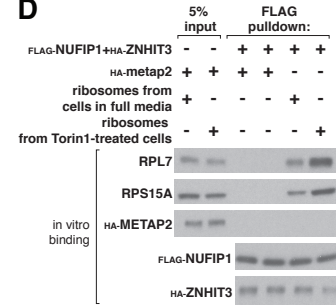 D
5% input
FLAG pulldown:
FLAG-NUFIP1+HA-ZNHIT3 - - + + + +
HA-metap2 + + + + - -
ribosomes from
cells in full media + - - - + -
ribosomes
from Torin1-treated cells - + - - - +
RPL7
RPS15A
HA-METAP2
in vitro
binding
FLAG-NUFIP1
HA-ZNHIT3